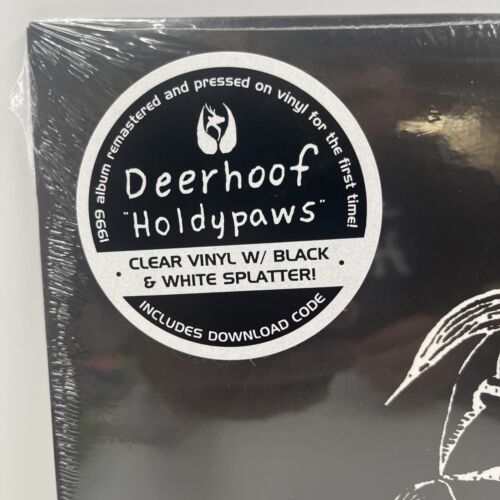 1999 album remastered and pressed on vinyl for the first time!
Deerhoof
"Holdypaws"
• CLEAR VINYL W/ BLACK
& WHITE SPLATTER! •
INCLUDES DOWNLOAD CODE